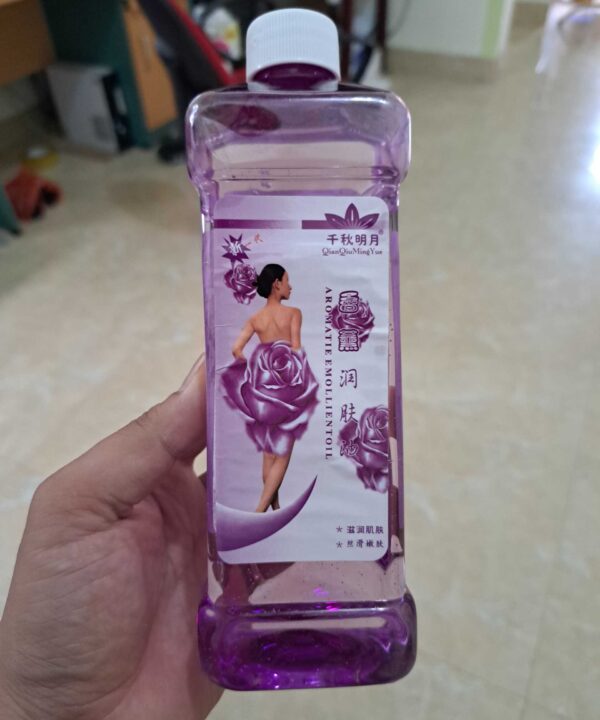 千秋明月
QianQiuMingYue
香薰
润肤油
AROMATIE EMOLLIENTOIL
* 滋润肌肤
* 丝滑嫩肤